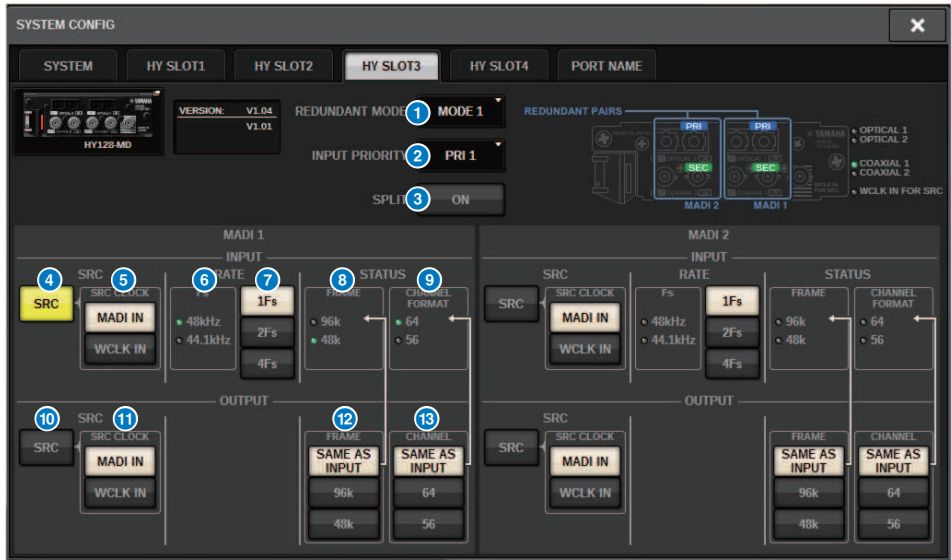 SYSTEM CONFIG
SYSTEM HY SLOT1 HY SLOT2 HY SLOT3 HY SLOT4 PORT NAME
YAMAHA
HY128-MD
VERSION: V1.04
V1.01
REDUNDANT MODE 1 MODE 1
INPUT PRIORITY 2 PRI 1
SPLIT 3 ON
REDUNDANT PAIRS
PRI PRI
SEC SEC
MADI 2 MADI 1
YAMAHA
WCLK IN FOR SRC
OPTICAL 1
OPTICAL 2
COAXIAL 1
COAXIAL 2
WCLK IN FOR SRC
MADI 1
INPUT
SRC RATE STATUS
4 5 6 7 8 9
SRC
SRC CLOCK
MADI IN
WCLK IN
Fs
48kHz
44.1kHz
1Fs
2Fs
4Fs
FRAME
96k
48k
CHANNEL FORMAT
64
56
OUTPUT
SRC
10 11 12 13
SRC
SRC CLOCK
MADI IN
WCLK IN
FRAME
SAME AS INPUT
96k
48k
CHANNEL
SAME AS INPUT
64
56
MADI 2
INPUT
SRC RATE STATUS
SRC
SRC CLOCK
MADI IN
WCLK IN
Fs
48kHz
44.1kHz
1Fs
2Fs
4Fs
FRAME
96k
48k
CHANNEL FORMAT
64
56
OUTPUT
SRC
SRC
SRC CLOCK
MADI IN
WCLK IN
FRAME
SAME AS INPUT
96k
48k
CHANNEL
SAME AS INPUT
64
56